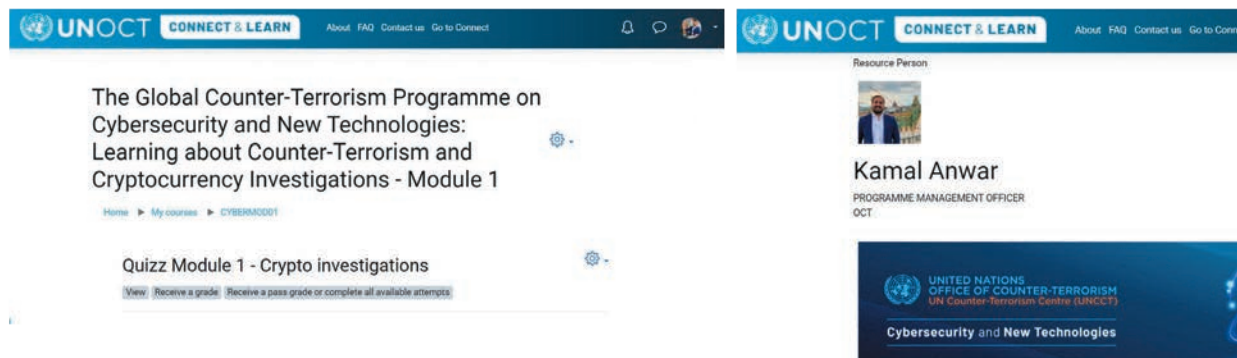 UNOCT CONNECT & LEARN About FAQ Contact us Go to Connect
The Global Counter-Terrorism Programme on
Cybersecurity and New Technologies:
Learning about Counter-Terrorism and
Cryptocurrency Investigations - Module 1
Home ▶ My courses ▶ CYBERMOD01
Quizz Module 1 - Crypto investigations
View Receive a grade Receive a pass grade or complete all available attempts
UNOCT CONNECT & LEARN About FAQ Contact us Go to Conn
Resource Person
Kamal Anwar
PROGRAMME MANAGEMENT OFFICER
OCT
UNITED NATIONS
OFFICE OF COUNTER-TERRORISM
UN Counter-Terrorism Centre (UNCCT)
Cybersecurity and New Technologies